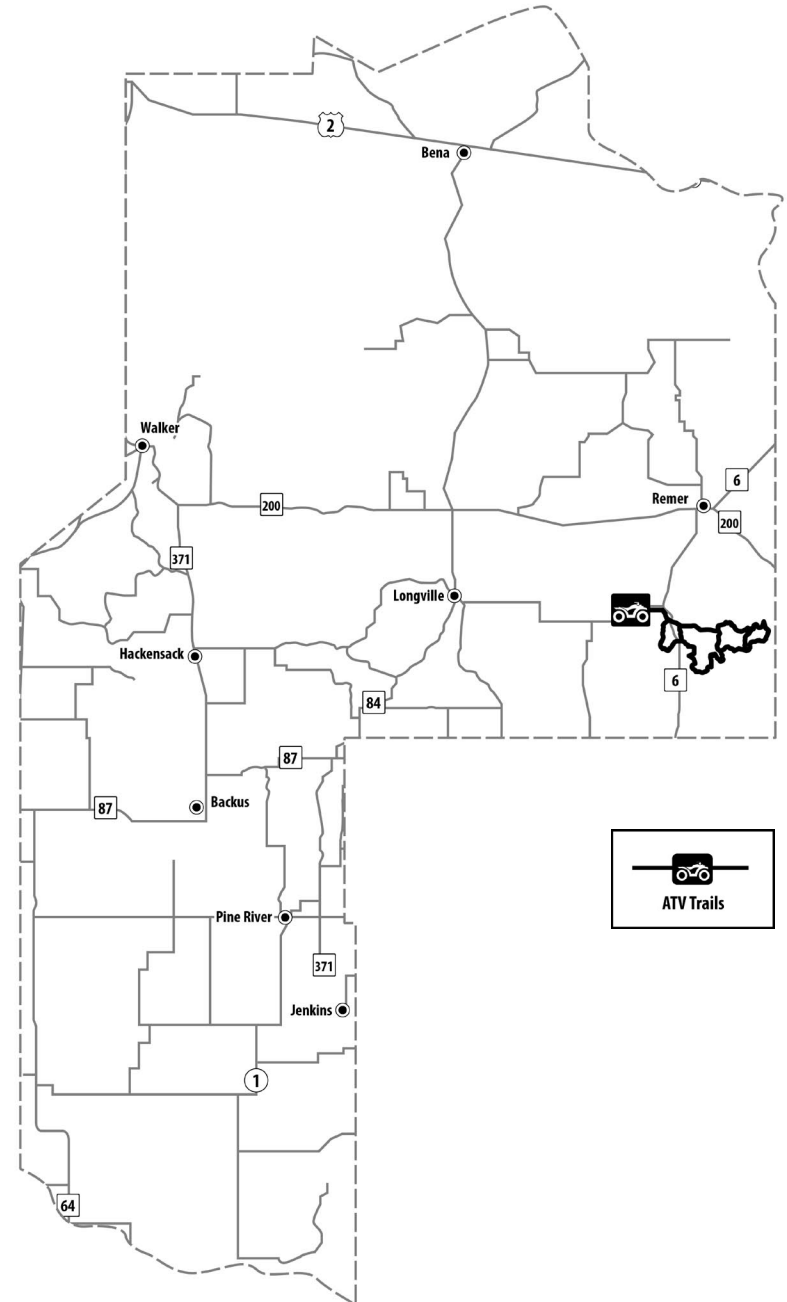 2
Bena
Walker
6
Remer
200
200
371
Longville
Hackensack
6
84
87
Backus
87
ATV Trails
Pine River
371
Jenkins
1
64